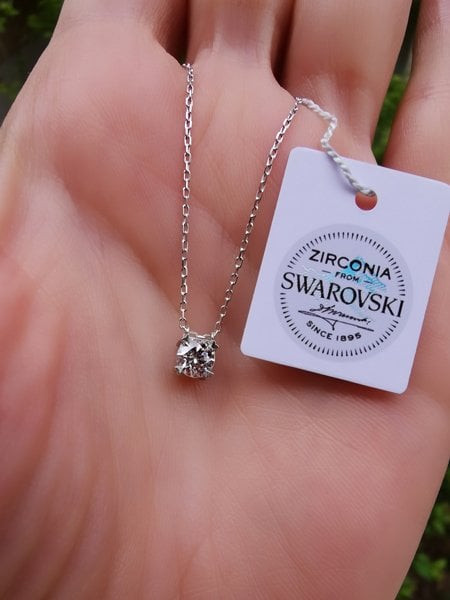 ZIRCONIA
FROM
SWAROVSKI
SINCE 1895